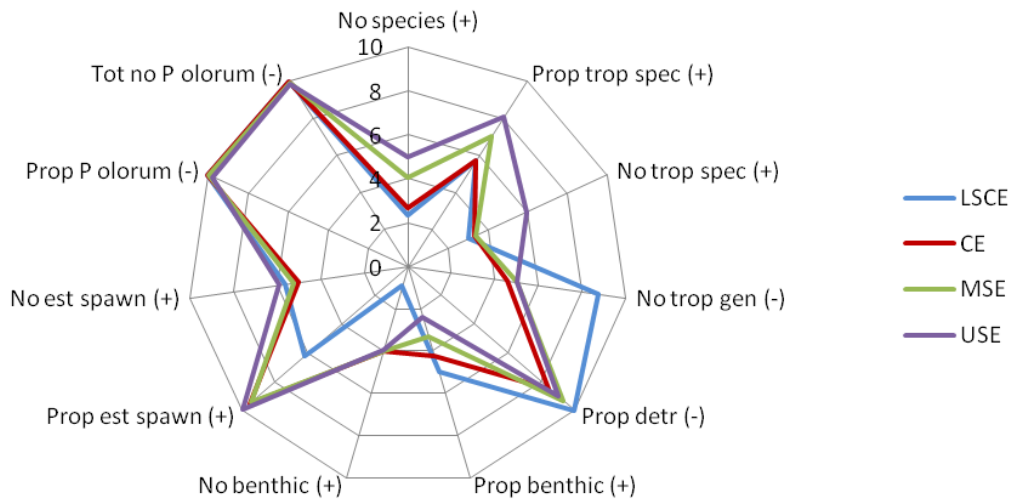 No species (+)
10
Tot no P olorum (-)
Prop trop spec (+)
8
6
Prop P olorum (-)
No trop spec (+)
4
LSCE
2
CE
0
No est spawn (+)
No trop gen (-)
MSE
USE
Prop est spawn (+)
Prop detr (-)
No benthic (+)
Prop benthic (+)